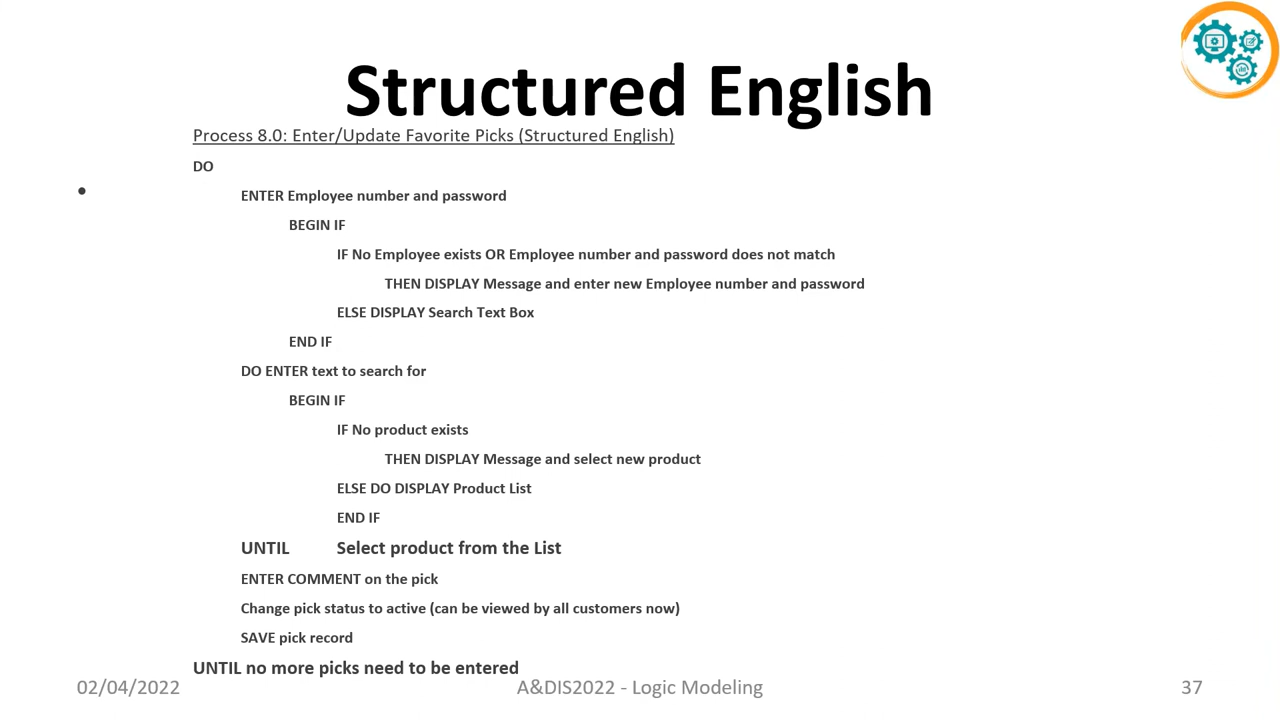 Structured English
Process 8.0: Enter/Update Favorite Picks (Structured English)
DO
•
ENTER Employee number and password
BEGIN IF
IF No Employee exists OR Employee number and password does not match
THEN DISPLAY Message and enter new Employee number and password
ELSE DISPLAY Search Text Box
END IF
DO ENTER text to search for
BEGIN IF
IF No product exists
THEN DISPLAY Message and select new product
ELSE DO DISPLAY Product List
END IF
UNTIL Select product from the List
ENTER COMMENT on the pick
Change pick status to active (can be viewed by all customers now)
SAVE pick record
UNTIL no more picks need to be entered
02/04/2022 A&DIS2022 - Logic Modeling 37